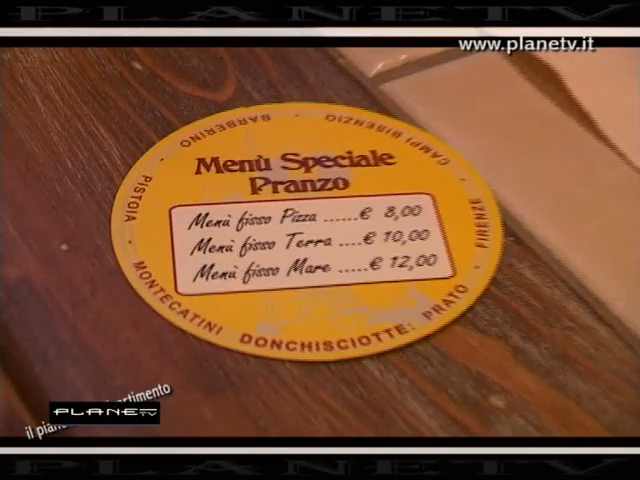 PLANETV
www.planetv.it
BARBERINO • CAMPI BISENZIO •
Menù Speciale
Pranzo
Menù fisso Pizza ......€ 8,00
Menù fisso Terra ....€ 10,00
Menù fisso Mare .....€ 12,00
PISTOIA • MONTECATINI DONCHISCIOTTE: PRATO • FIRENZE
PLANETV
PLANETV